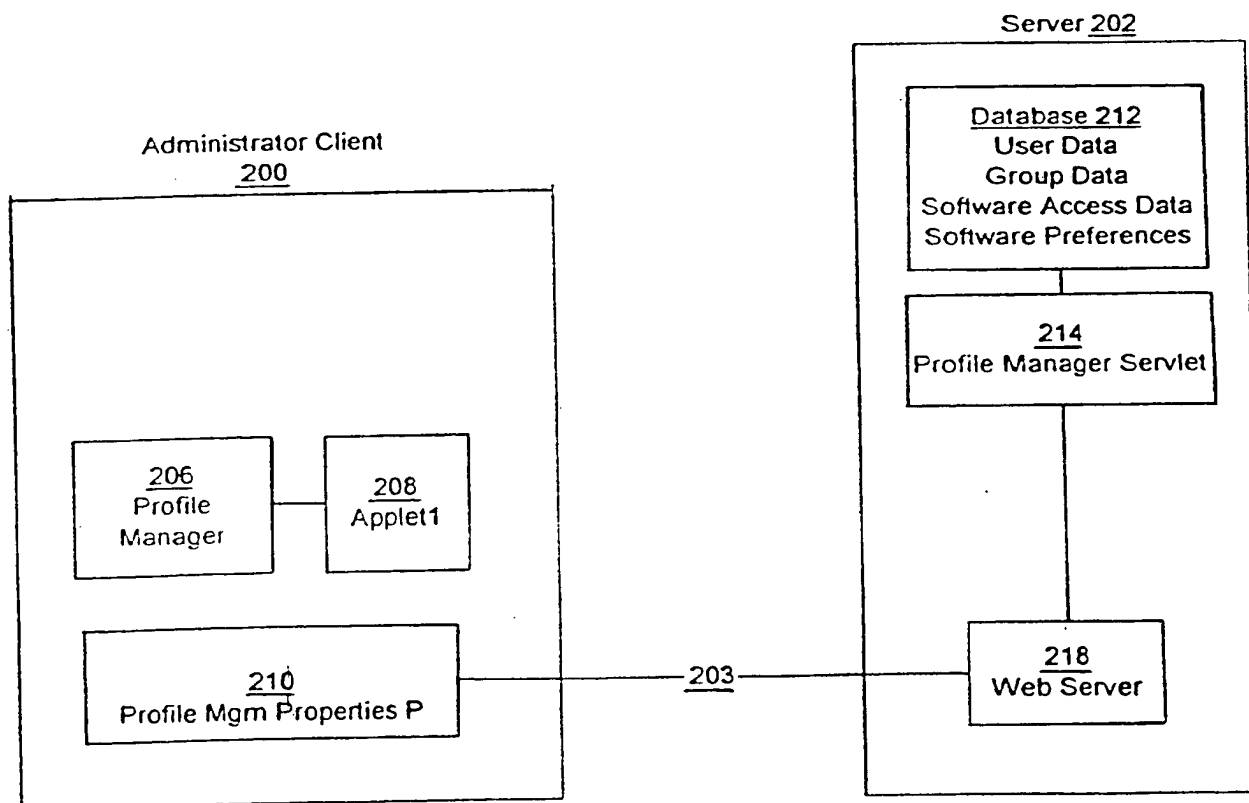 Server 202
Database 212
User Data
Group Data
Software Access Data
Software Preferences
214
Profile Manager Servlet
Administrator Client
200
206
Profile
Manager
208
Applet1
210
Profile Mgm Properties P
203
218
Web Server